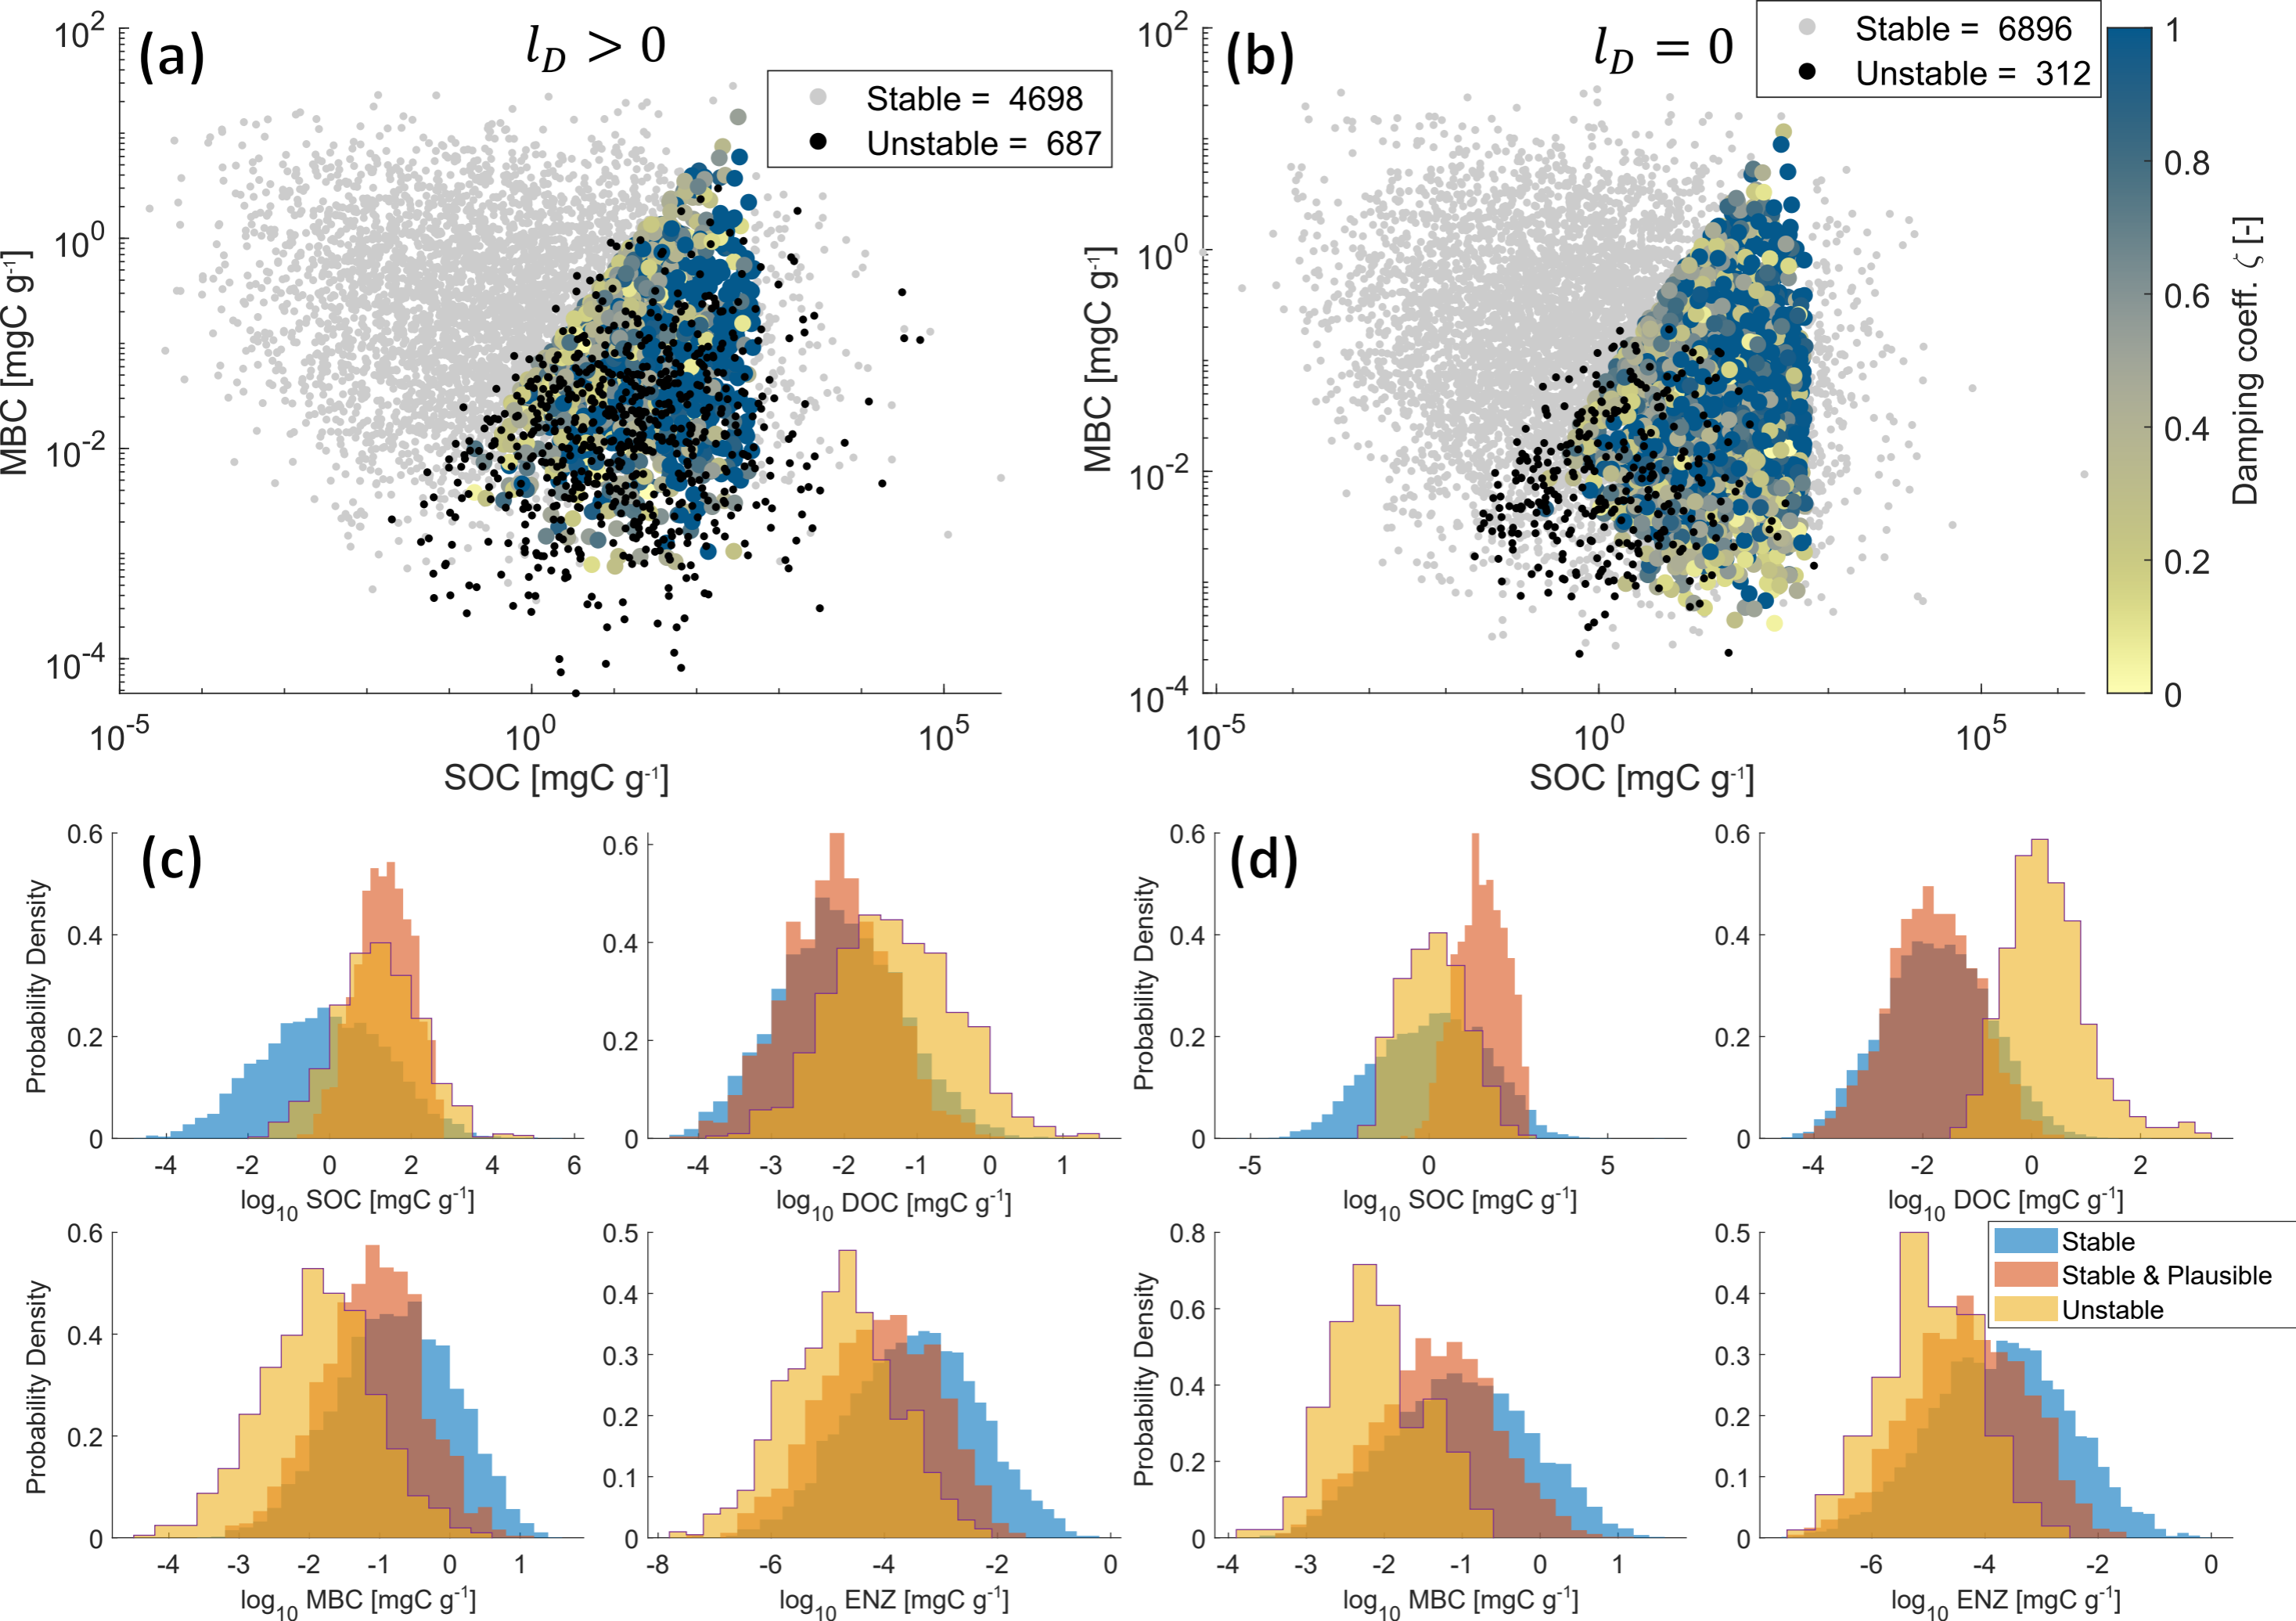 (a)
l_D > 0
Stable = 4698
Unstable = 687
10^2
10^0
10^-2
10^-4
MBC [mgC g^-1]
10^-5
10^0
10^5
SOC [mgC g^-1]
(b)
l_D = 0
Stable = 6896
Unstable = 312
10^2
10^0
10^-2
10^-4
MBC [mgC g^-1]
10^-5
10^0
10^5
SOC [mgC g^-1]
1
0.8
0.6
0.4
0.2
0
Damping coeff. ζ [-]
(c)
0.6
0.4
0.2
0
Probability Density
-4 -2 0 2 4 6
log_10 SOC [mgC g^-1]
0.6
0.4
0.2
0
-4 -3 -2 -1 0 1
log_10 DOC [mgC g^-1]
(d)
0.6
0.4
0.2
0
Probability Density
-5 0 5
log_10 SOC [mgC g^-1]
0.6
0.4
0.2
0
-4 -2 0 2
log_10 DOC [mgC g^-1]
0.6
0.4
0.2
0
Probability Density
-4 -3 -2 -1 0 1
log_10 MBC [mgC g^-1]
0.5
0.4
0.3
0.2
0.1
0
-8 -6 -4 -2 0
log_10 ENZ [mgC g^-1]
0.8
0.6
0.4
0.2
0
Probability Density
-4 -3 -2 -1 0 1
log_10 MBC [mgC g^-1]
0.5
0.4
0.3
0.2
0.1
0
-6 -4 -2 0
log_10 ENZ [mgC g^-1]
Stable
Stable & Plausible
Unstable